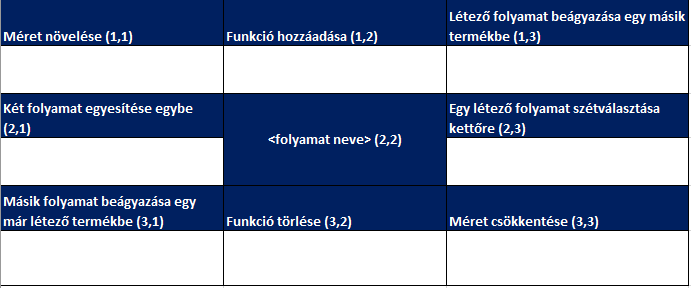 Méret növelése (1,1)
Funkció hozzáadása (1,2)
Létező folyamat beágyazása egy másik
termékbe (1,3)
Két folyamat egyesítése egybe
(2,1)
<folyamat neve> (2,2)
Egy létező folyamat szétválasztása
kettőre (2,3)
Másik folyamat beágyazása egy
már létező termékbe (3,1)
Funkció törlése (3,2)
Méret csökkentése (3,3)